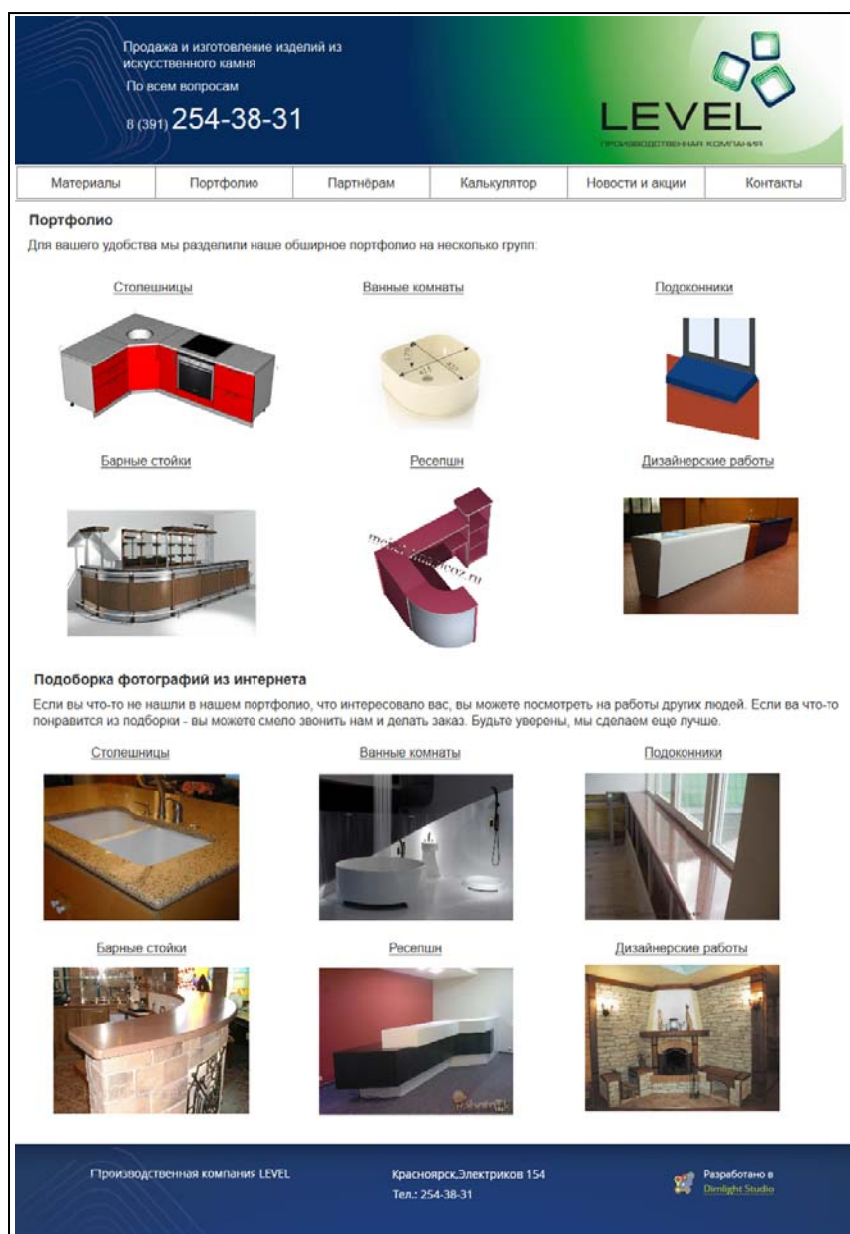 Продажа и изготовление изделий из
искусственного камня
По всем вопросам
8 (391) 254-38-31
LEVEL
ПРОИЗВОДСТВЕННАЯ КОМПАНИЯ
Материалы Портфолио Партнёрам Калькулятор Новости и акции Контакты
Портфолио
Для вашего удобства мы разделили наше обширное портфолио на несколько групп:
Столешницы Ванные комнаты Подоконники
Барные стойки Ресепшн Дизайнерские работы
Подоборка фотографий из интернета
Если вы что-то не нашли в нашем портфолио, что интересовало вас, вы можете посмотреть на работы других людей. Если ва что-то
понравится из подборки - вы можете смело звонить нам и делать заказ. Будьте уверены, мы сделаем еще лучше.
Столешницы Ванные комнаты Подоконники
Барные стойки Ресепшн Дизайнерские работы
Производственная компания LEVEL
Красноярск,Электриков 154
Тел.: 254-38-31
Разработано в
Dimlight Studio